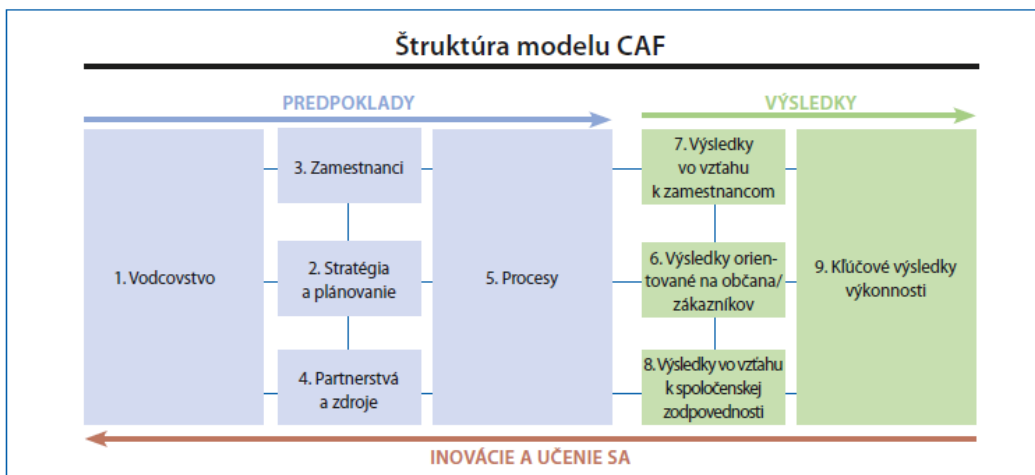 Štruktúra modelu CAF
PREDPOKLADY
VÝSLEDKY
1. Vodcovstvo
3. Zamestnanci
2. Stratégia
a plánovanie
4. Partnerstvá
a zdroje
5. Procesy
7. Výsledky
vo vzťahu
k zamestnancom
6. Výsledky orien-
tované na občana/
zákazníkov
8. Výsledky vo vzťahu
k spoločenskej
zodpovednosti
9. Kľúčové výsledky
výkonnosti
INOVÁCIE A UČENIE SA